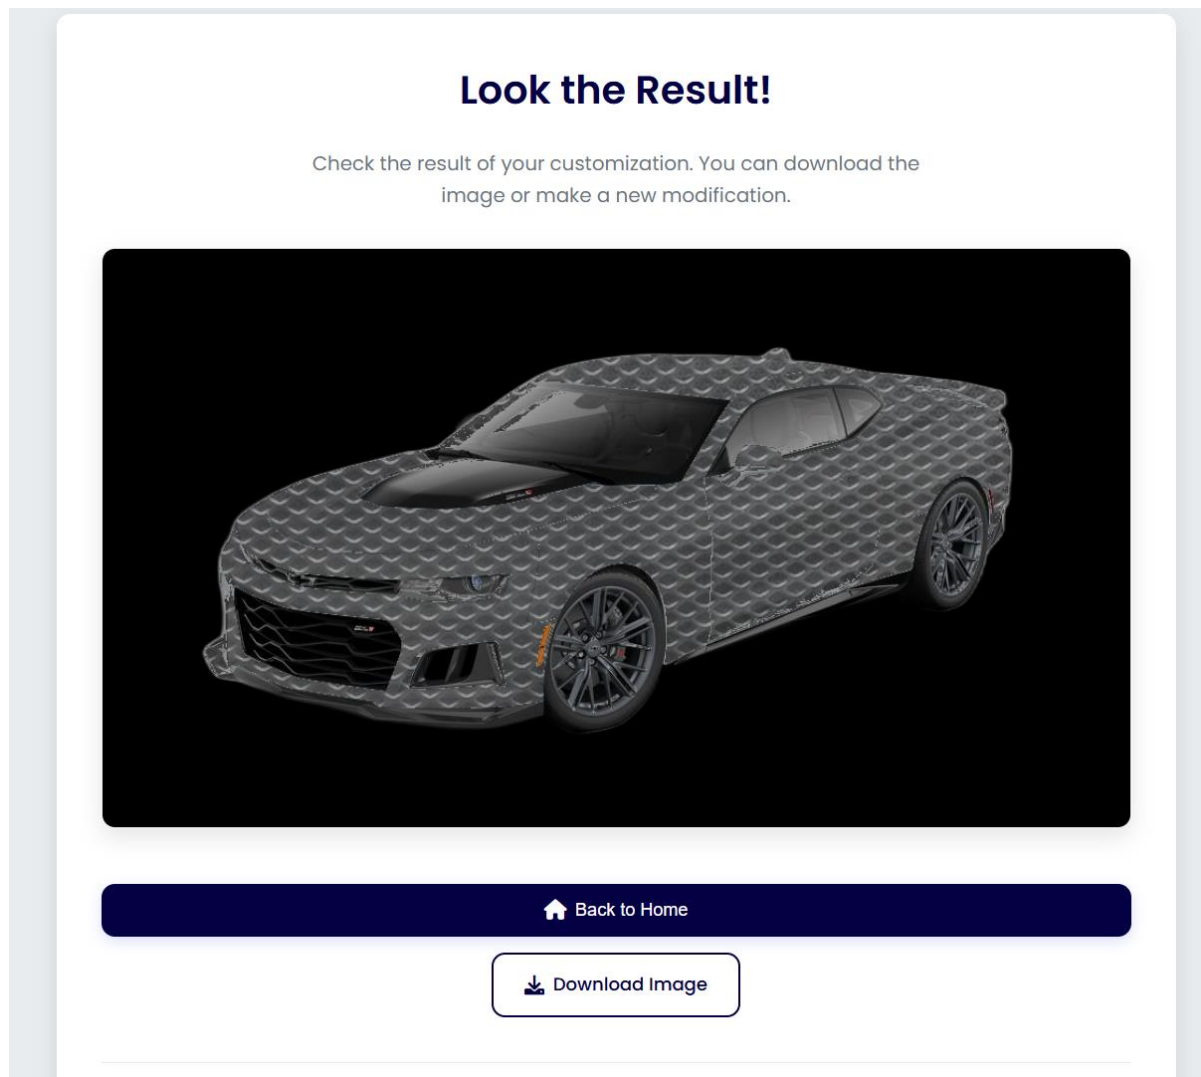 Look the Result!
Check the result of your customization. You can download the
image or make a new modification.
Back to Home
Download Image